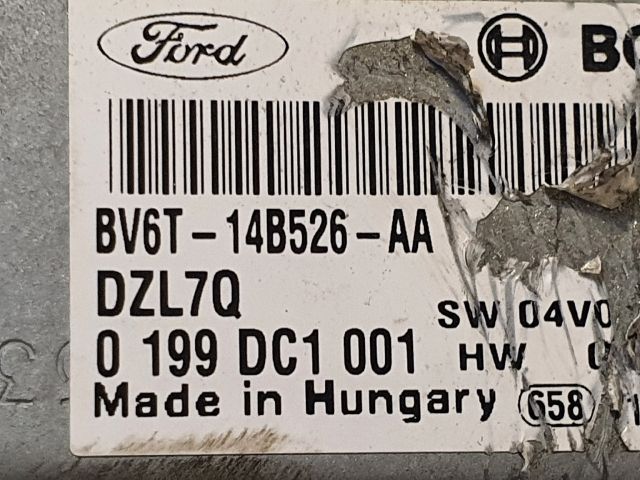 Ford
BV6T-14B526-AA
DZL7Q SW 04V0
0 199 DC1 001 HW
Made in Hungary 658